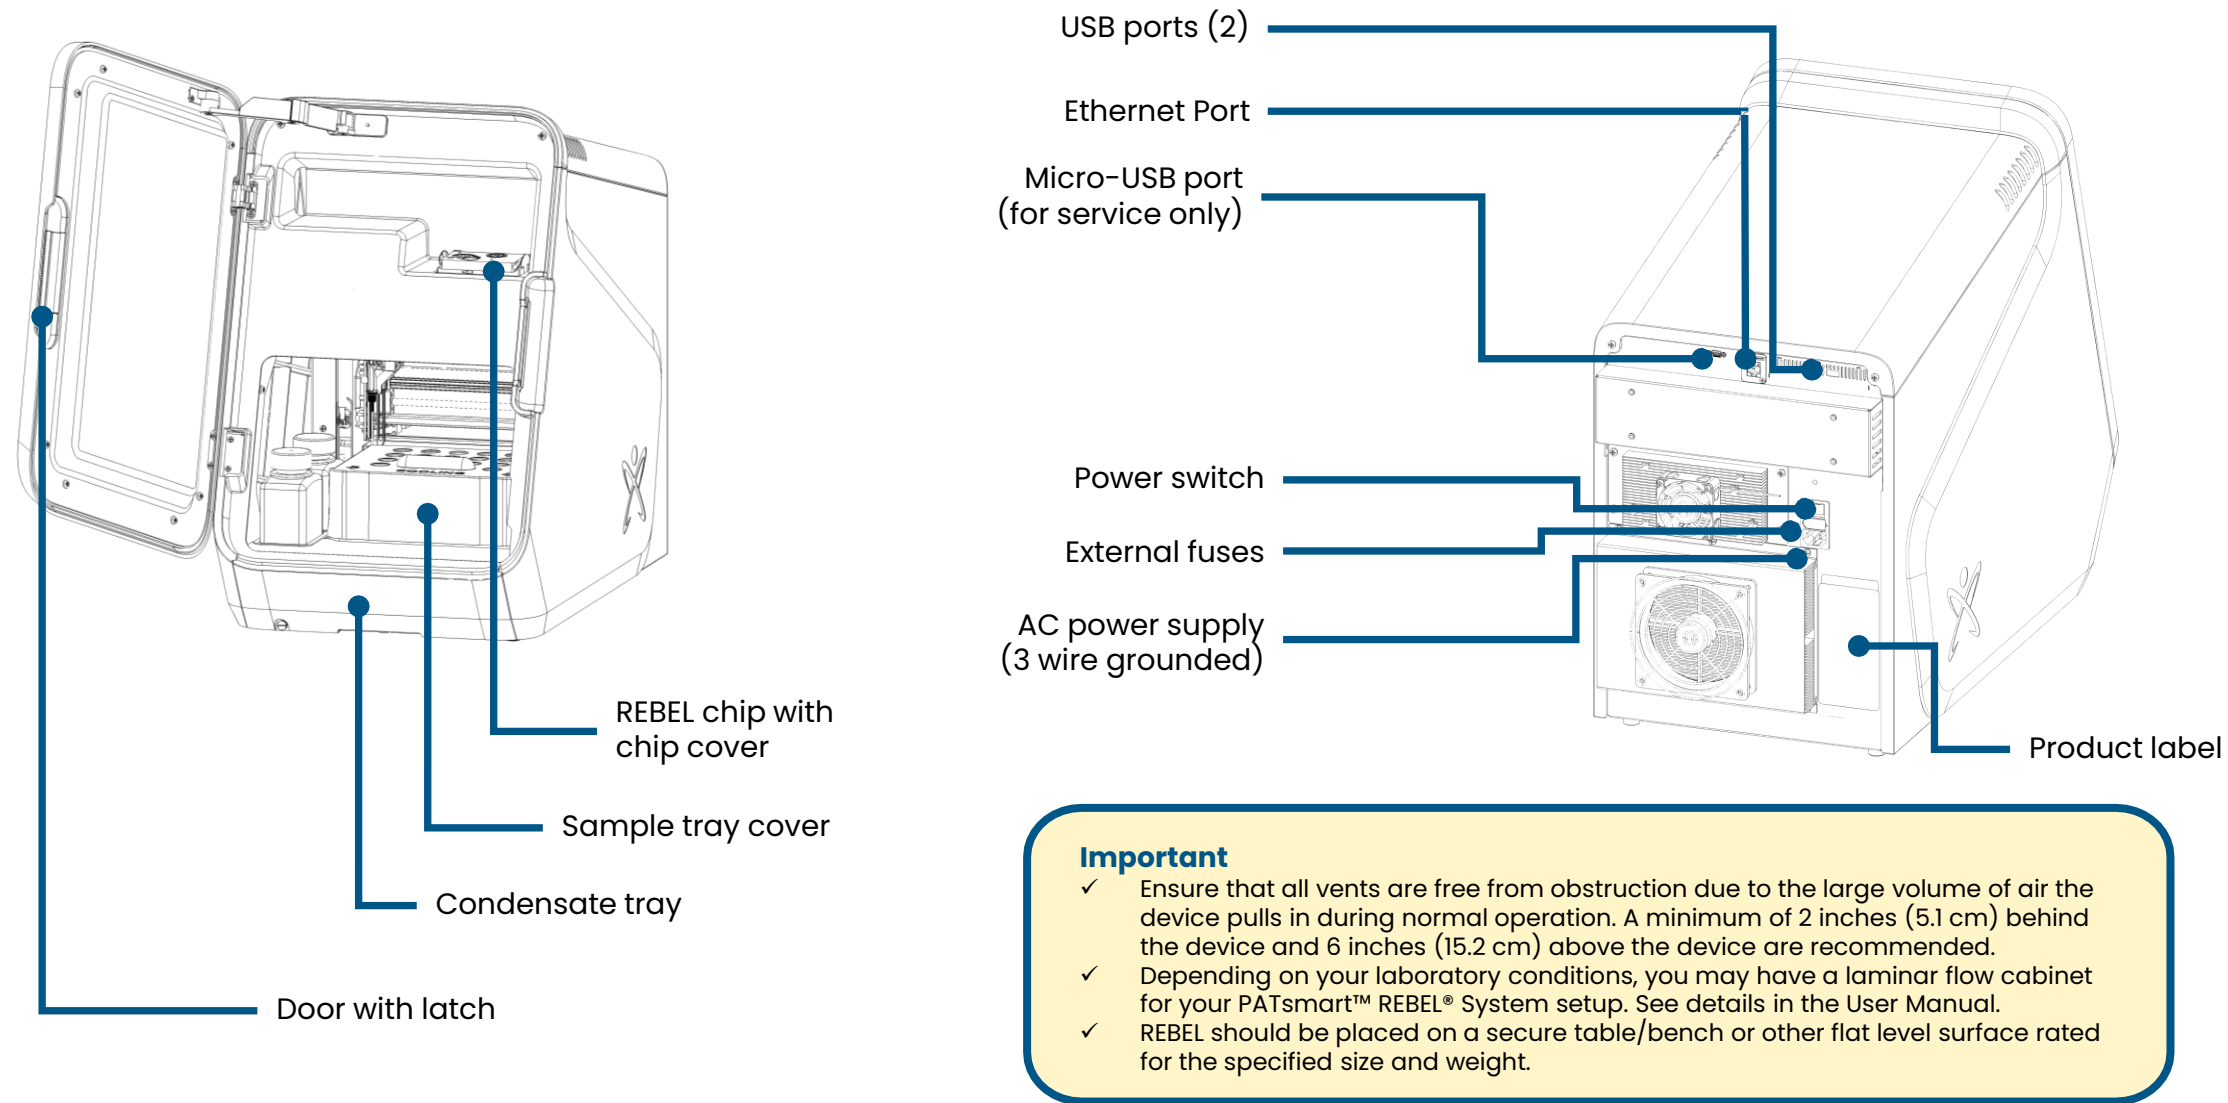 USB ports (2)
Ethernet Port
Micro-USB port
(for service only)
Power switch
External fuses
AC power supply
(3 wire grounded)
REBEL chip with
chip cover
Sample tray cover
Condensate tray
Door with latch
Product label
Important
✓ Ensure that all vents are free from obstruction due to the large volume of air the
device pulls in during normal operation. A minimum of 2 inches (5.1 cm) behind
the device and 6 inches (15.2 cm) above the device are recommended.
✓ Depending on your laboratory conditions, you may have a laminar flow cabinet
for your PATsmart™ REBEL® System setup. See details in the User Manual.
✓ REBEL should be placed on a secure table/bench or other flat level surface rated
for the specified size and weight.